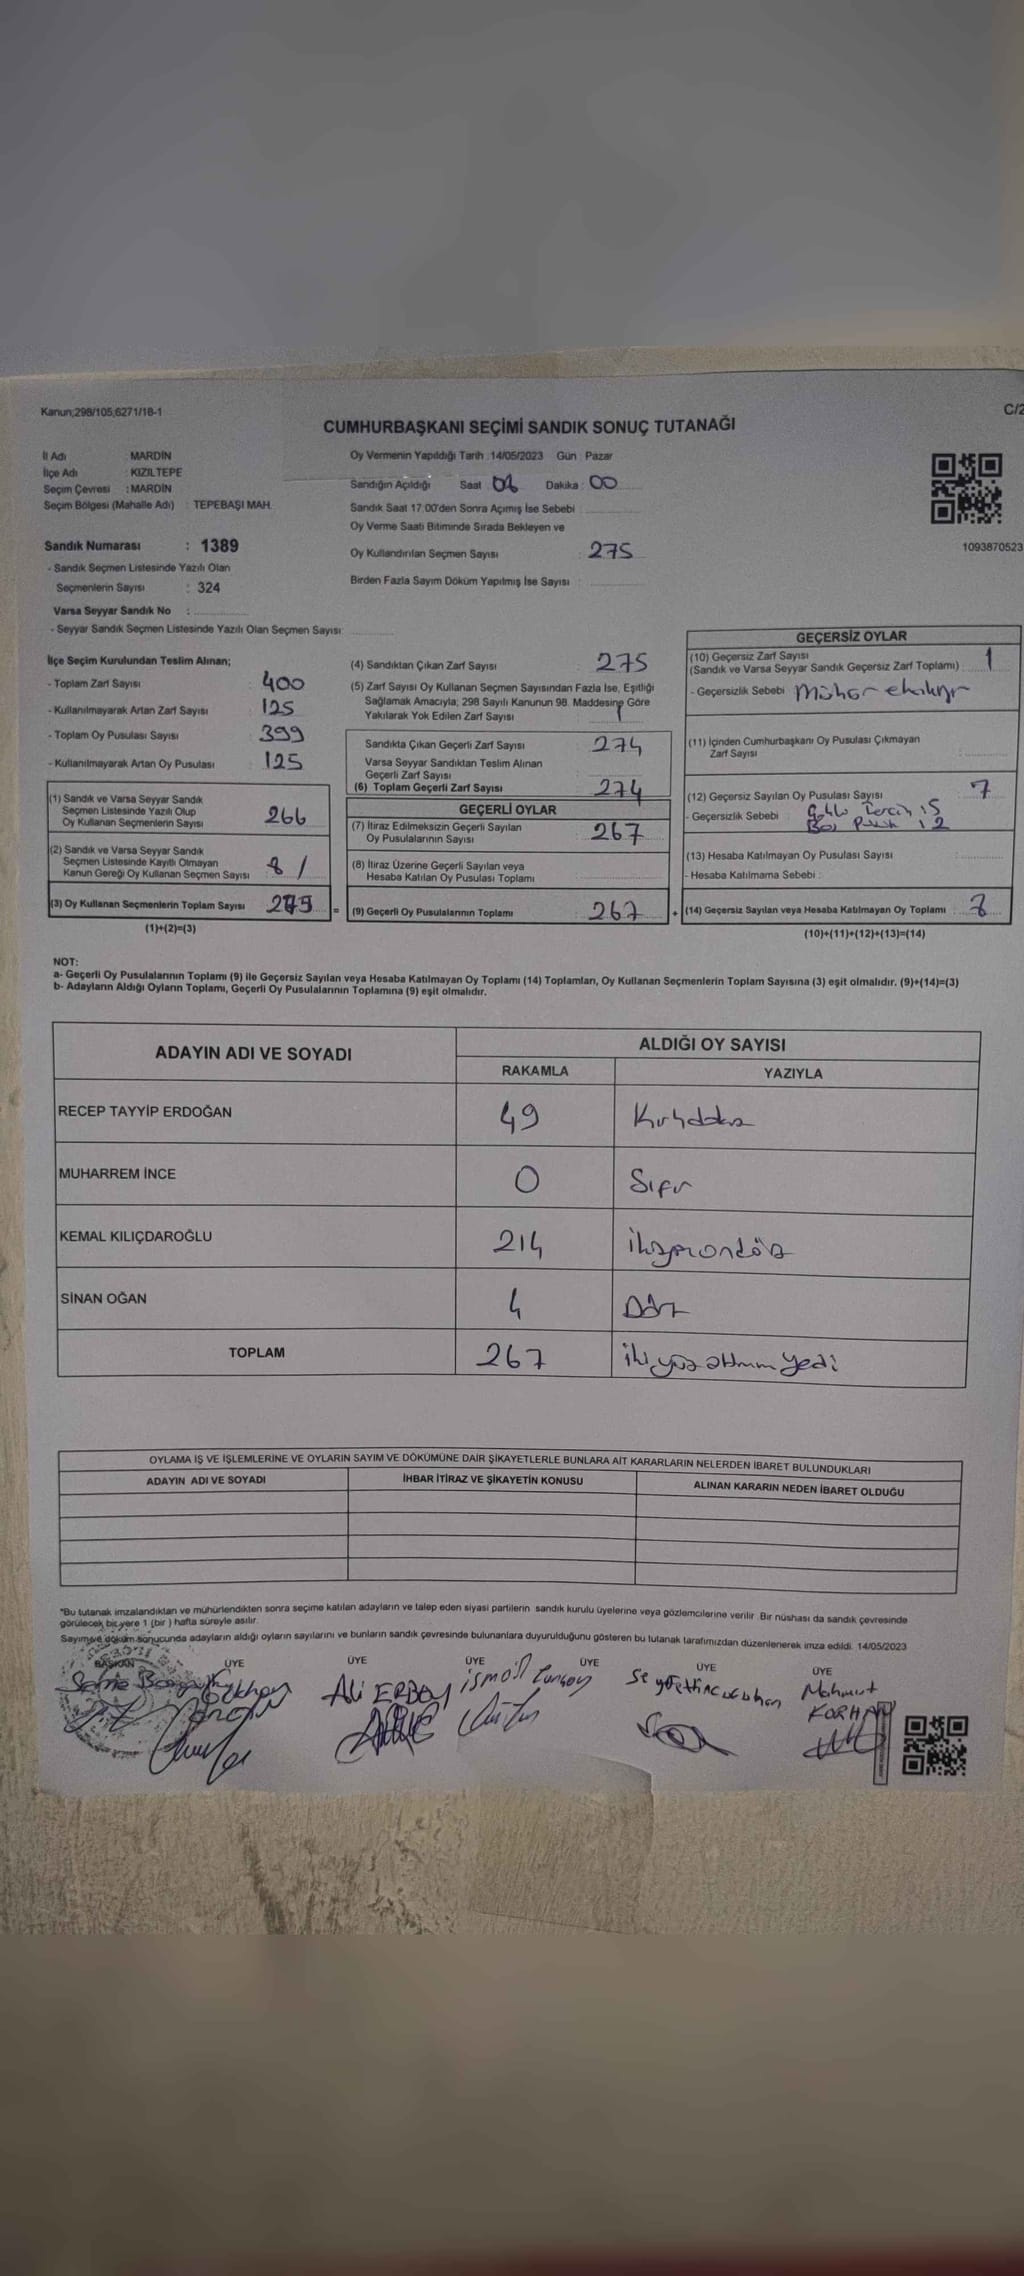 Kanun;298/105;6271/18-1
C/2
CUMHURBAŞKANI SEÇİMİ SANDIK SONUÇ TUTANAĞI
İl Adı : MARDİN
İlçe Adı : KIZILTEPE
Seçim Çevresi : MARDİN
Seçim Bölgesi (Mahalle Adı) : TEPEBAŞI MAH.
Sandık Numarası : 1389
- Sandık Seçmen Listesinde Yazılı Olan
Seçmenlerin Sayısı : 324
Varsa Seyyar Sandık No :
- Seyyar Sandık Seçmen Listesinde Yazılı Olan Seçmen Sayısı:
Oy Vermenin Yapıldığı Tarih : 14/05/2023 Gün : Pazar
Sandığın Açıldığı Saat : 08 Dakika : 00
Sandık Saat 17:00'den Sonra Açımış İse Sebebi :
Oy Verme Saati Bitiminde Sırada Bekleyen ve
Oy Kullandırılan Seçmen Sayısı : 275
Birden Fazla Sayım Döküm Yapılmış İse Sayısı :
1093870523
İlçe Seçim Kurulundan Teslim Alınan;
- Toplam Zarf Sayısı : 400
- Kullanılmayarak Artan Zarf Sayısı : 125
- Toplam Oy Pusulası Sayısı : 399
- Kullanılmayarak Artan Oy Pusulası : 125
(1) Sandık ve Varsa Seyyar Sandık
Seçmen Listesinde Yazılı Olup
Oy Kullanan Seçmenlerin Sayısı : 266
(2) Sandık ve Varsa Seyyar Sandık
Seçmen Listesinde Kayıtlı Olmayan
Kanun Gereği Oy Kullanan Seçmen Sayısı : 8 /
(3) Oy Kullanan Seçmenlerin Toplam Sayısı : 275
(1)+(2)=(3)
(4) Sandıktan Çıkan Zarf Sayısı : 275
(5) Zarf Sayısı Oy Kullanan Seçmen Sayısından Fazla İse, Eşitliği
Sağlamak Amacıyla; 298 Sayılı Kanunun 98. Maddesine Göre
Yakılarak Yok Edilen Zarf Sayısı : 1
Sandıkta Çıkan Geçerli Zarf Sayısı : 274
Varsa Seyyar Sandıktan Teslim Alınan
Geçerli Zarf Sayısı
(6) Toplam Geçerli Zarf Sayısı : 274
GEÇERLİ OYLAR
(7) İtiraz Edilmeksizin Geçerli Sayılan
Oy Pusulalarının Sayısı : 267
(8) İtiraz Üzerine Geçerli Sayılan veya
Hesaba Katılan Oy Pusulası Toplamı :
= (9) Geçerli Oy Pusulalarının Toplamı : 267
GEÇERSİZ OYLAR
(10) Geçersiz Zarf Sayısı
(Sandık ve Varsa Seyyar Sandık Geçersiz Zarf Toplamı) : 1
- Geçersizlik Sebebi : Mühür
(11) İçinden Cumhurbaşkanı Oy Pusulası Çıkmayan
Zarf Sayısı :
(12) Geçersiz Sayılan Oy Pusulası Sayısı : 7
- Geçersizlik Sebebi : Tercih : 5
: 2
(13) Hesaba Katılmayan Oy Pusulası Sayısı :
- Hesaba Katılmama Sebebi :
+ (14) Geçersiz Sayılan veya Hesaba Katılmayan Oy Toplamı :
(10)+(11)+(12)+(13)=(14)
NOT:
a- Geçerli Oy Pusulalarının Toplamı (9) ile Geçersiz Sayılan veya Hesaba Katılmayan Oy Toplamı (14) Toplamları, Oy Kullanan Seçmenlerin Toplam Sayısına (3) eşit olmalıdır. (9)+(14)=(3)
b- Adayların Aldığı Oyların Toplamı, Geçerli Oy Pusulalarının Toplamına (9) eşit olmalıdır.
ADAYIN ADI VE SOYADI ALDIĞI OY SAYISI
RAKAMLA YAZIYLA
RECEP TAYYİP ERDOĞAN 49 Kırkdokuz
MUHARREM İNCE 0 Sıfır
KEMAL KILIÇDAROĞLU 214 ikiyüzondört
SİNAN OĞAN 4 Dört
TOPLAM 267 ikiyüzaltmışyedi
OYLAMA İŞ VE İŞLEMLERİNE VE OYLARIN SAYIM VE DÖKÜMÜNE DAİR ŞİKAYETLERLE BUNLARA AİT KARARLARIN NELERDEN İBARET BULUNDUKLARI
ADAYIN ADI VE SOYADI İHBAR İTİRAZ VE ŞİKAYETİN KONUSU ALINAN KARARIN NEDEN İBARET OLDUĞU
*Bu tutanak imzalandıktan ve mühürlendikten sonra seçime katılan adayların ve talep eden siyasi partilerin sandık kurulu üyelerine veya gözlemcilerine verilir. Bir nüshası da sandık çevresinde
görülecek bir yere 1 (bir ) hafta süreyle asılır.
Sayım ve döküm sonucunda adayların aldığı oyların sayılarını ve bunların sandık çevresinde bulunanlara duyurulduğunu gösteren bu tutanak tarafımızdan düzenlenerek imza edildi. 14/05/2023
BAŞKAN ÜYE ÜYE ÜYE ÜYE ÜYE ÜYE
Gökhan Ali ERBEY ismail Mahmut
KORHAN